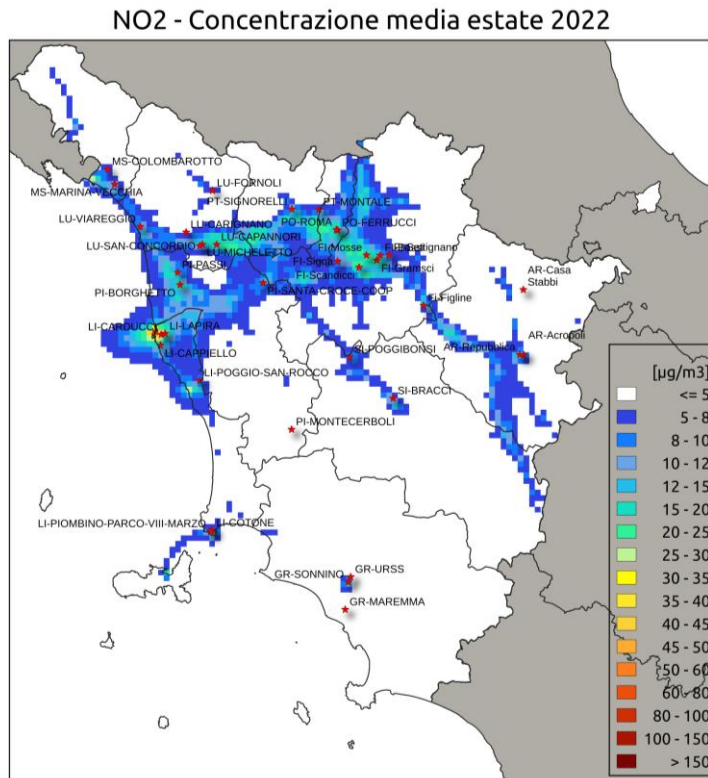 NO2 - Concentrazione media estate 2022
MS-COLOMBAROTTO
MS-MARINA-VECCHIA
LU-FORNOLI
PT-SIGNORELLI
PT-MONTALE
LU-VIAREGGIO
LU-CARIGNANO
PO-ROMA
PO-FERRUCCI
LU-SAN-CONCORDIO
LU-CAPANNORI
LU-MICHELETTO
FI-Mosse
FI-Settignano
PI-PASSI
FI-Signa
FI-Gramsci
FI-Scandicci
PI-BORGHETTO
PI-SANTA-CROCE-COOP
AR-Casa
Stabbi
FI-Figline
LI-CARDUCCI
LI-LAPIRA
LI-CAPPIELLO
AR-Acropoli
AR-Repubblica
SI-POGGIBONSI
LI-POGGIO-SAN-ROCCO
SI-BRACCI
PI-MONTECERBOLI
LI-PIOMBINO-PARCO-VIII-MARZO
LI-COTONE
GR-URSS
GR-SONNINO
GR-MAREMMA
[µg/m3]
<= 5
5 - 8
8 - 10
10 - 12
12 - 15
15 - 20
20 - 25
25 - 30
30 - 35
35 - 40
40 - 45
45 - 50
50 - 60
60 - 80
80 - 100
100 - 150
> 150